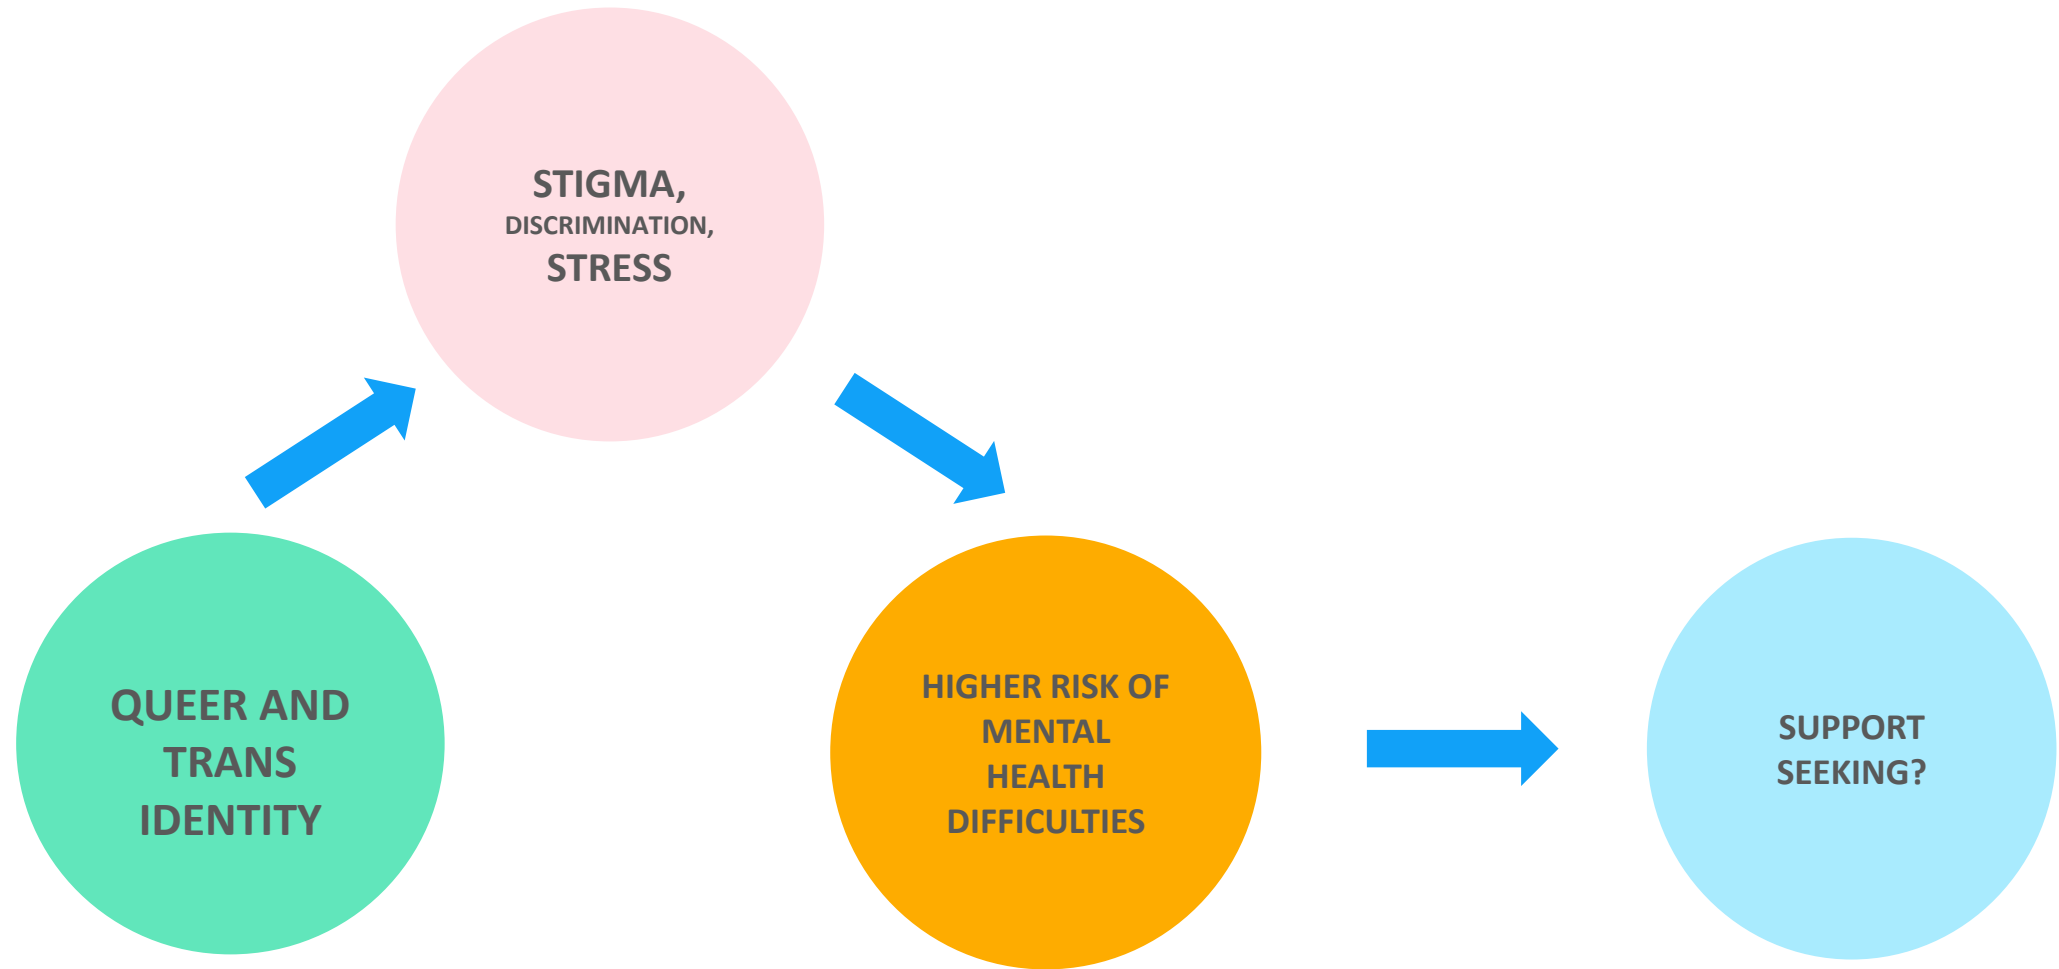 STIGMA,
DISCRIMINATION,
STRESS
QUEER AND
TRANS
IDENTITY
HIGHER RISK OF
MENTAL
HEALTH
DIFFICULTIES
SUPPORT
SEEKING?